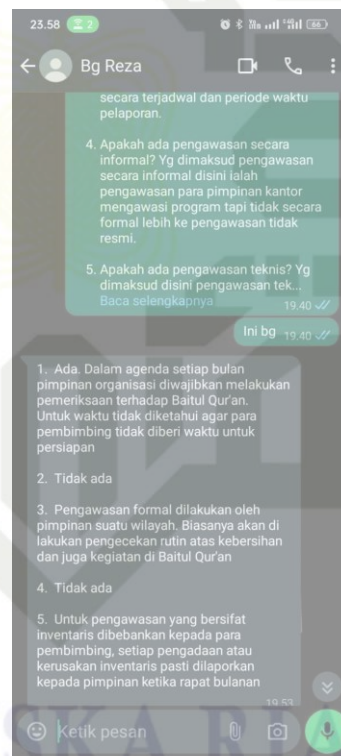 23.58 2 66
Bg Reza
secara terjadwal dan periode waktu
pelaporan.
4. Apakah ada pengawasan secara
informal? Yg dimaksud pengawasan
secara informal disini ialah
pengawasan para pimpinan kantor
mengawasi program tapi tidak secara
formal lebih ke pengawasan tidak
resmi.
5. Apakah ada pengawasan teknis? Yg
dimaksud disini pengawasan tek...
Baca selengkapnya 19.40
Ini bg 19.40
1. Ada. Dalam agenda setiap bulan
pimpinan organisasi diwajibkan melakukan
pemeriksaan terhadap Baitul Qur'an.
Untuk waktu tidak diketahui agar para
pembimbing tidak diberi waktu untuk
persiapan
2. Tidak ada
3. Pengawasan formal dilakukan oleh
pimpinan suatu wilayah. Biasanya akan di
lakukan pengecekan rutin atas kebersihan
dan juga kegiatan di Baitul Qur'an
4. Tidak ada
5. Untuk pengawasan yang bersifat
inventaris dibebankan kepada para
pembimbing, setiap pengadaan atau
kerusakan inventaris pasti dilaporkan
kepada pimpinan ketika rapat bulanan
19.53
Ketik pesan